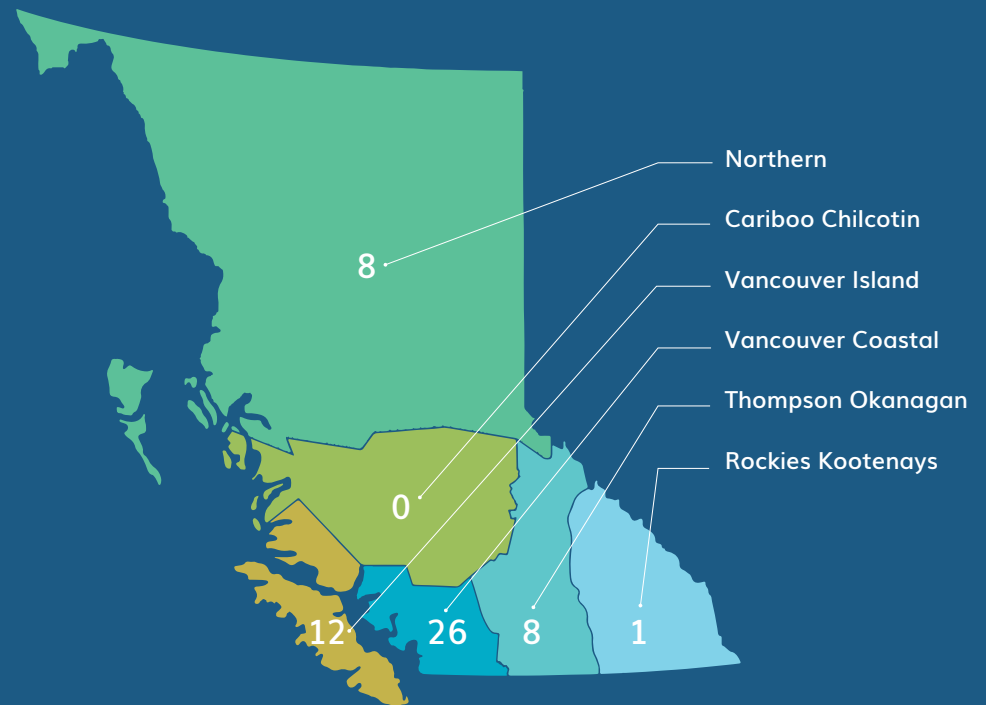 Northern
Cariboo Chilcotin
8
Vancouver Island
Vancouver Coastal
Thompson Okanagan
Rockies Kootenays
0
12
26
8
1